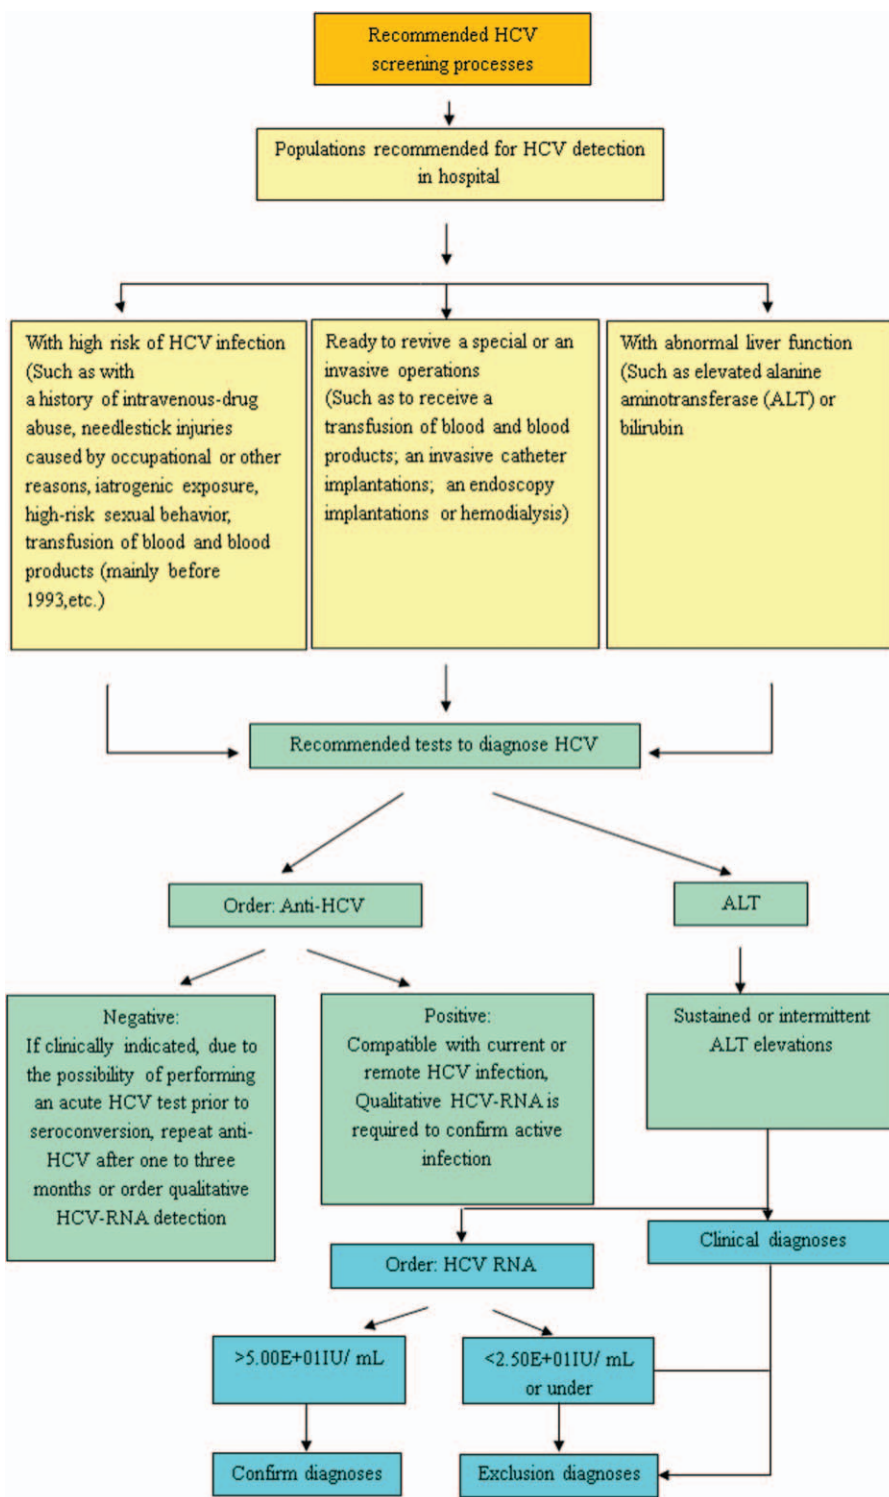 Recommended HCV
screening processes
Populations recommended for HCV detection
in hospital
With high risk of HCV infection
(Such as with
a history of intravenous-drug
abuse, needlestick injuries
caused by occupational or other
reasons, iatrogenic exposure,
high-risk sexual behavior,
transfusion of blood and blood
products (mainly before
1993,etc.)
Ready to revive a special or an
invasive operations
(Such as to receive a
transfusion of blood and blood
products; an invasive catheter
implantations; an endoscopy
implantations or hemodialysis)
With abnormal liver function
(Such as elevated alanine
aminotransferase (ALT) or
bilirubin
Recommended tests to diagnose HCV
Order: Anti-HCV
ALT
Negative:
If clinically indicated, due to
the possibility of performing
an acute HCV test prior to
seroconversion, repeat anti-
HCV after one to three
months or order qualitative
HCV-RNA detection
Positive:
Compatible with current or
remote HCV infection,
Qualitative HCV-RNA is
required to confirm active
infection
Sustained or intermittent
ALT elevations
Clinical diagnoses
Order: HCV RNA
>5.00E+01IU/ mL
<2.50E+01IU/ mL
or under
Confirm diagnoses
Exclusion diagnoses